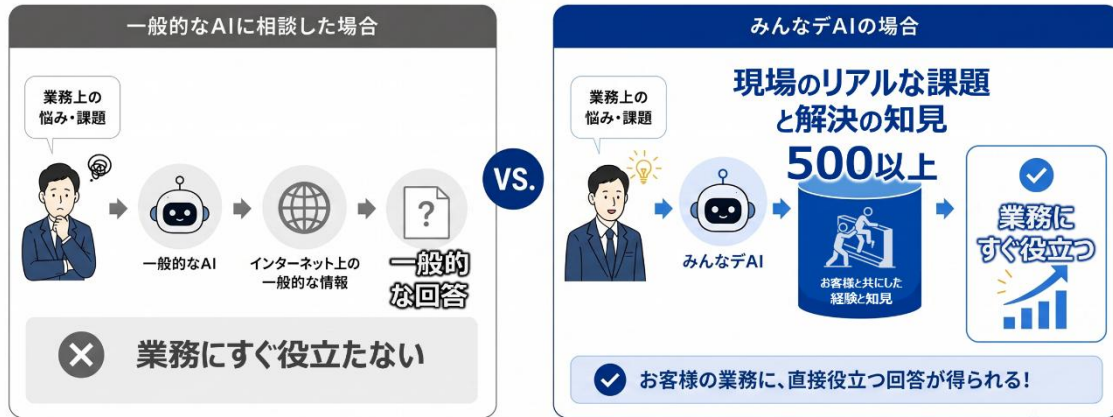 一般的なAIに相談した場合
業務上の
悩み・課題
一般的なAI
インターネット上の
一般的な情報
?
一般的
な回答
業務にすぐ役立たない
VS.
みんなデAIの場合
業務上の
悩み・課題
現場のリアルな課題
と解決の知見
500以上
みんなデAI
お客様と共にした
経験と知見
業務に
すぐ役立つ
お客様の業務に、直接役立つ回答が得られる!